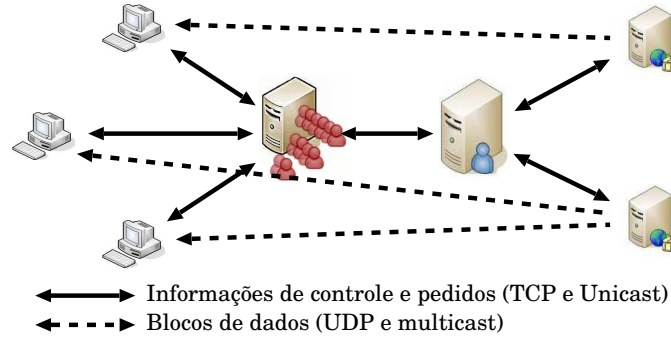 Informações de controle e pedidos (TCP e Unicast)
Blocos de dados (UDP e multicast)